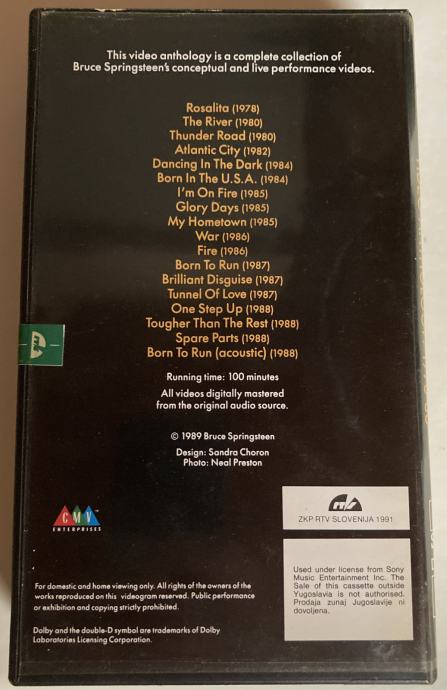 This video anthology is a complete collection of
Bruce Springsteen's conceptual and live performance videos.
Rosalita (1978)
The River (1980)
Thunder Road (1980)
Atlantic City (1982)
Dancing In The Dark (1984)
Born In The U.S.A. (1984)
I'm On Fire (1985)
Glory Days (1985)
My Hometown (1985)
War (1986)
Fire (1986)
Born To Run (1987)
Brilliant Disguise (1987)
Tunnel Of Love (1987)
One Step Up (1988)
Tougher Than The Rest (1988)
Spare Parts (1988)
Born To Run (acoustic) (1988)
Running time: 100 minutes
All videos digitally mastered
from the original audio source.
© 1989 Bruce Springsteen
Design: Sandra Choron
Photo: Neal Preston
CMV
ENTERPRISES
ZKP RTV SLOVENIJA 1991
Used under license from Sony
Music Entertainment Inc. The
Sale of this cassette outside
Yugoslavia is not authorised.
Prodaja zunaj Jugoslavije ni
dovoljena.
For domestic and home viewing only. All rights of the owners of the
works reproduced on this videogram reserved. Public performance
or exhibition and copying strictly prohibited.
Dolby and the double-D symbol are trademarks of Dolby
Laboratories Licensing Corporation.